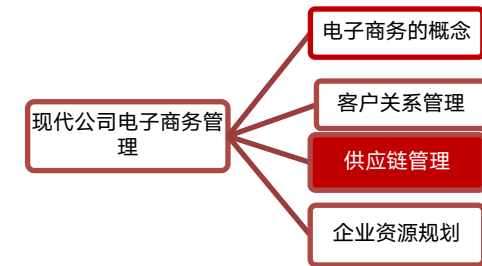 电子商务的概念
客户关系管理
现代公司电子商务管
理
供应链管理
企业资源规划